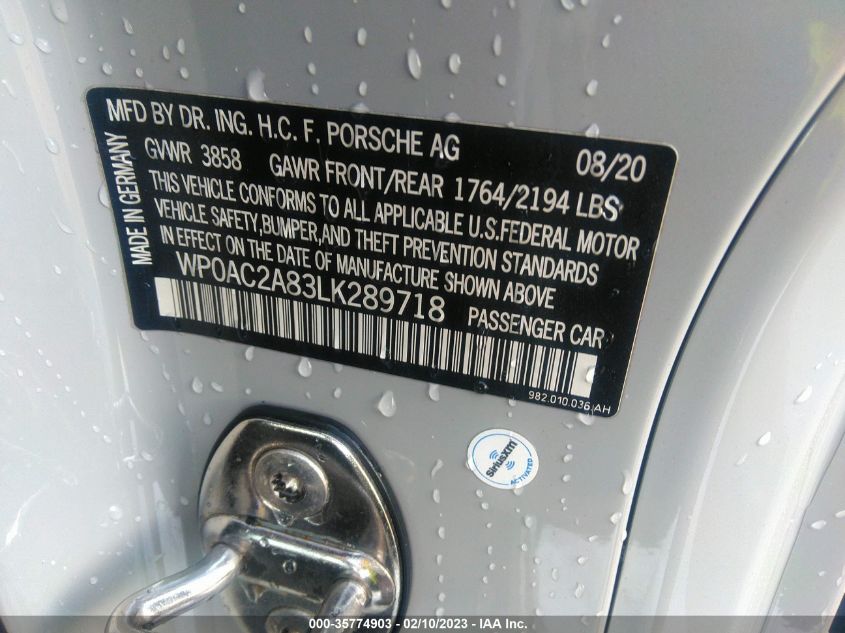 MFD BY DR. ING. H.C. F. PORSCHE AG 08/20
GVWR 3858 GAWR FRONT/REAR 1764/2194 LBS
THIS VEHICLE CONFORMS TO ALL APPLICABLE U.S.FEDERAL MOTOR
VEHICLE SAFETY,BUMPER,AND THEFT PREVENTION STANDARDS
IN EFFECT ON THE DATE OF MANUFACTURE SHOWN ABOVE
MADE IN GERMANY
WP0AC2A83LK289718 PASSENGER CAR
982.010.036.AH
SiriusXM
ACTIVATED
000-35774903 — 02/10/2023 — IAA Inc.